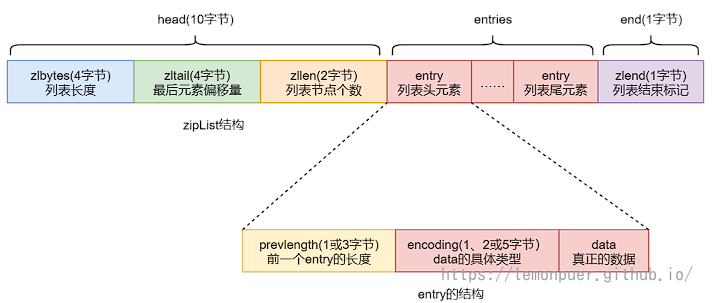 head(10字节)
entries
end(1字节)
zlbytes(4字节)
列表长度
zltail(4字节)
最后元素偏移量
zllen(2字节)
列表节点个数
entry
列表头元素
......
entry
列表尾元素
zlend(1字节)
列表结束标记
zipList结构
prevlength(1或3字节)
前一个entry的长度
encoding(1、2或5字节)
data的具体类型
data
真正的数据
https://lemonpuer.github.io/
entry的结构